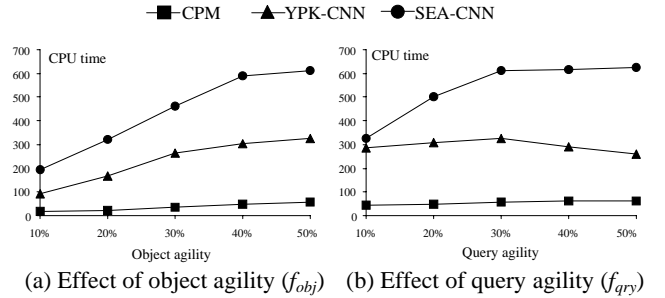 CPM YPK-CNN SEA-CNN
CPU time
700
600
500
400
300
200
100
0
10% 20% 30% 40% 50%
Object agility
CPU time
700
600
500
400
300
200
100
0
10% 20% 30% 40% 50%
Query agility
(a) Effect of object agility (fobj) (b) Effect of query agility (fqry)